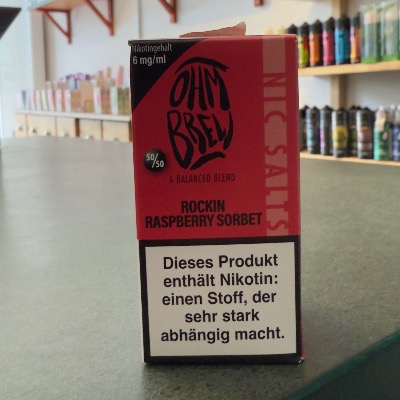 Nikotingehalt
6 mg/ml
OHM
BREW
50/50
A BALANCED BLEND
NIC SALTS
ROCKIN
RASPBERRY SORBET
Dieses Produkt
enthält Nikotin:
einen Stoff, der
sehr stark
abhängig macht.